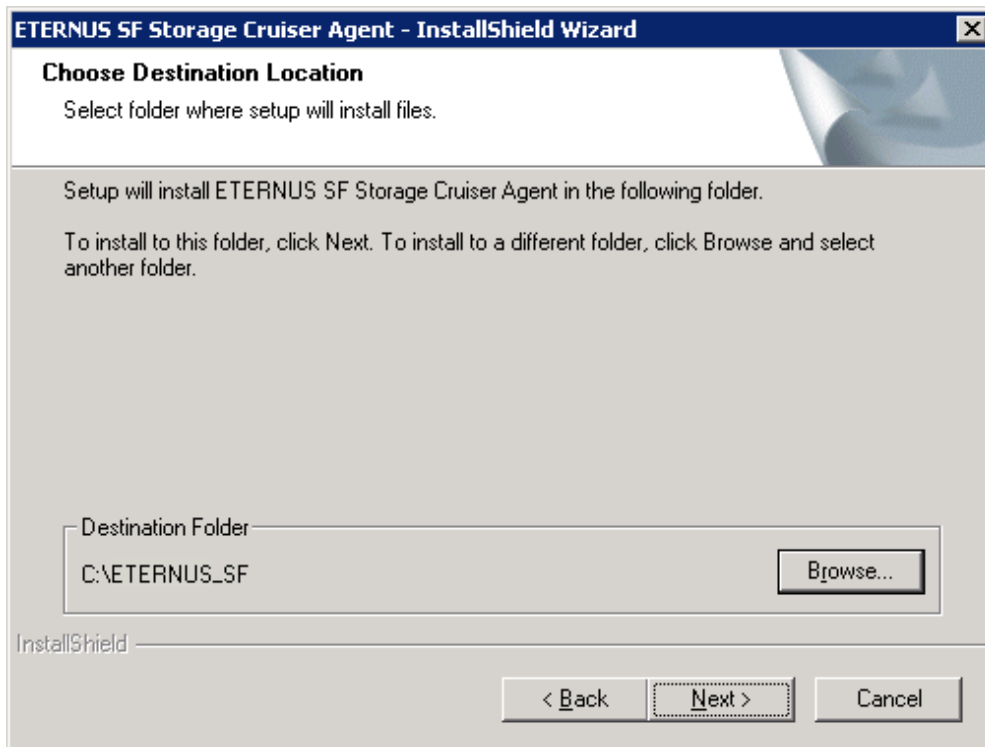 ETERNUS SF Storage Cruiser Agent - InstallShield Wizard
Choose Destination Location
Select folder where setup will install files.
Setup will install ETERNUS SF Storage Cruiser Agent in the following folder.
To install to this folder, click Next. To install to a different folder, click Browse and select
another folder.
Destination Folder
C:\ETERNUS_SF
Browse...
InstallShield
< Back
Next >
Cancel